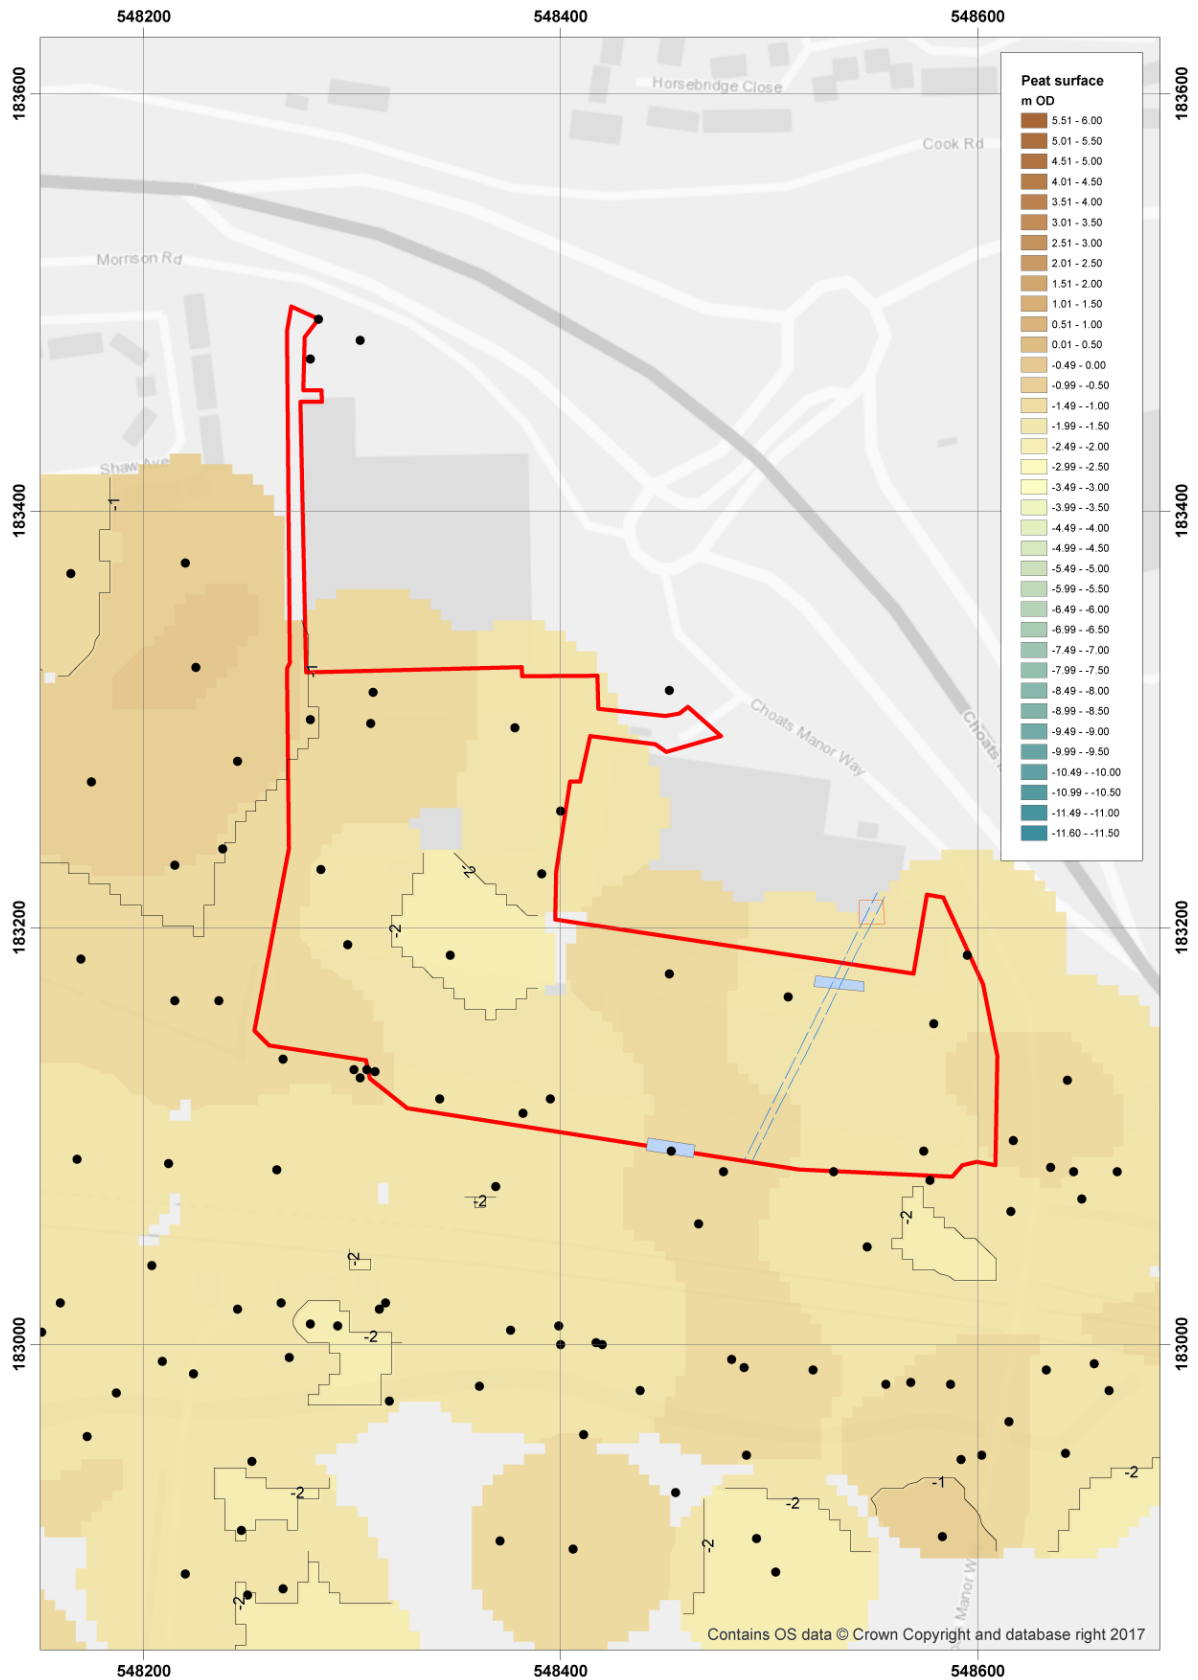 548200
548400
548600
183600
183600
Horsebridge Close
Cook Rd
Peat surface
m OD
5.51 - 6.00
5.01 - 5.50
4.51 - 5.00
4.01 - 4.50
3.51 - 4.00
3.01 - 3.50
2.51 - 3.00
2.01 - 2.50
1.51 - 2.00
1.01 - 1.50
0.51 - 1.00
0.01 - 0.50
-0.49 - 0.00
-0.99 - -0.50
-1.49 - -1.00
-1.99 - -1.50
-2.49 - -2.00
-2.99 - -2.50
-3.49 - -3.00
-3.99 - -3.50
-4.49 - -4.00
-4.99 - -4.50
-5.49 - -5.00
-5.99 - -5.50
-6.49 - -6.00
-6.99 - -6.50
-7.49 - -7.00
-7.99 - -7.50
-8.49 - -8.00
-8.99 - -8.50
-9.49 - -9.00
-9.99 - -9.50
-10.49 - -10.00
-10.99 - -10.50
-11.49 - -11.00
-11.60 - -11.50
Morrison Rd
Shaw Ave
183400
183400
-1
-1
Choats Manor Way
Choats
-2
-2
183200
183200
-2
-2
-2
-2
183000
183000
-2
-1
-2
-2
-2
-2
Manor W
Contains OS data © Crown Copyright and database right 2017
548200
548400
548600